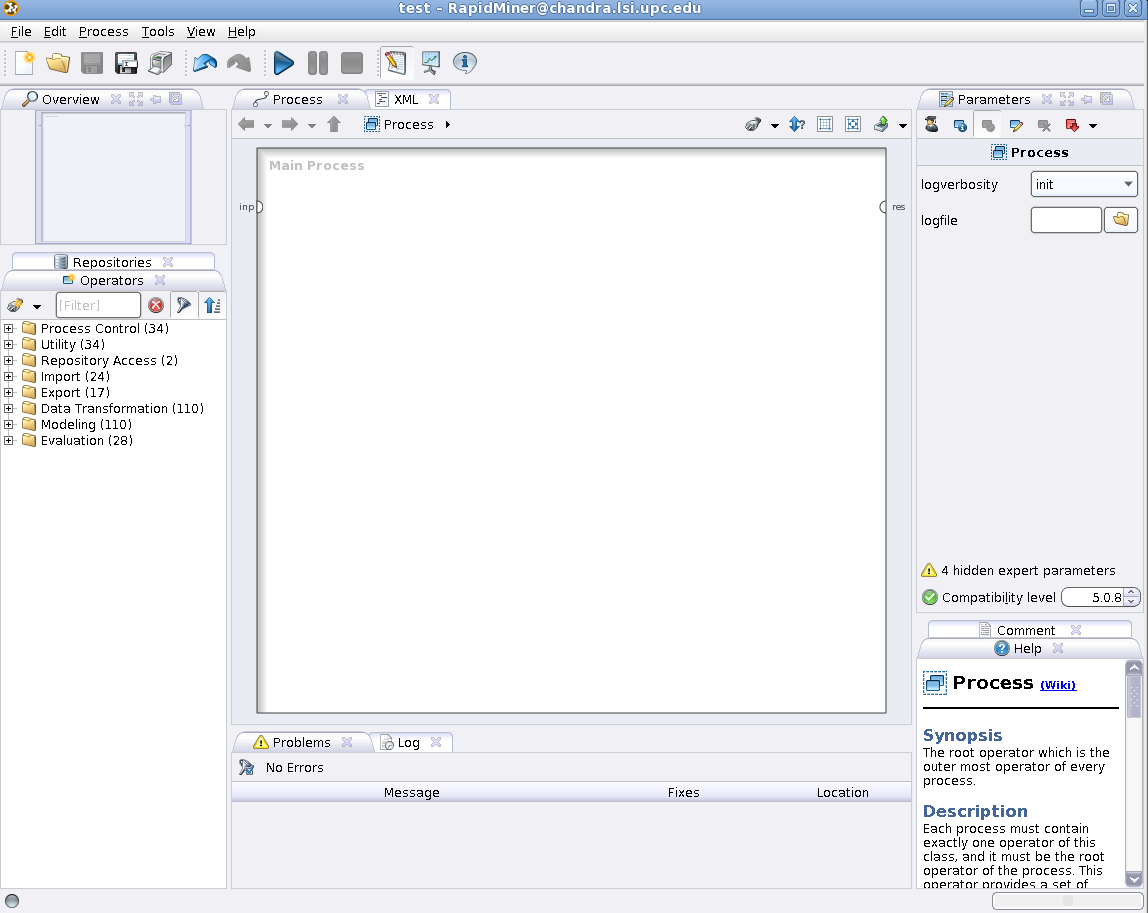 test - RapidMiner@chandra.lsi.upc.edu
File Edit Process Tools View Help
Overview
Process
XML
Parameters
Process
Process
Main Process
inp
res
logverbosity
init
logfile
Repositories
Operators
[Filter]
Process Control (34)
Utility (34)
Repository Access (2)
Import (24)
Export (17)
Data Transformation (110)
Modeling (110)
Evaluation (28)
4 hidden expert parameters
Compatibility level
5.0.8
Comment
Help
Process (Wiki)
Synopsis
The root operator which is the
outer most operator of every
process.
Description
Each process must contain
exactly one operator of this
class, and it must be the root
operator of the process. This
operator provides a set of
Problems
Log
No Errors
Message Fixes Location